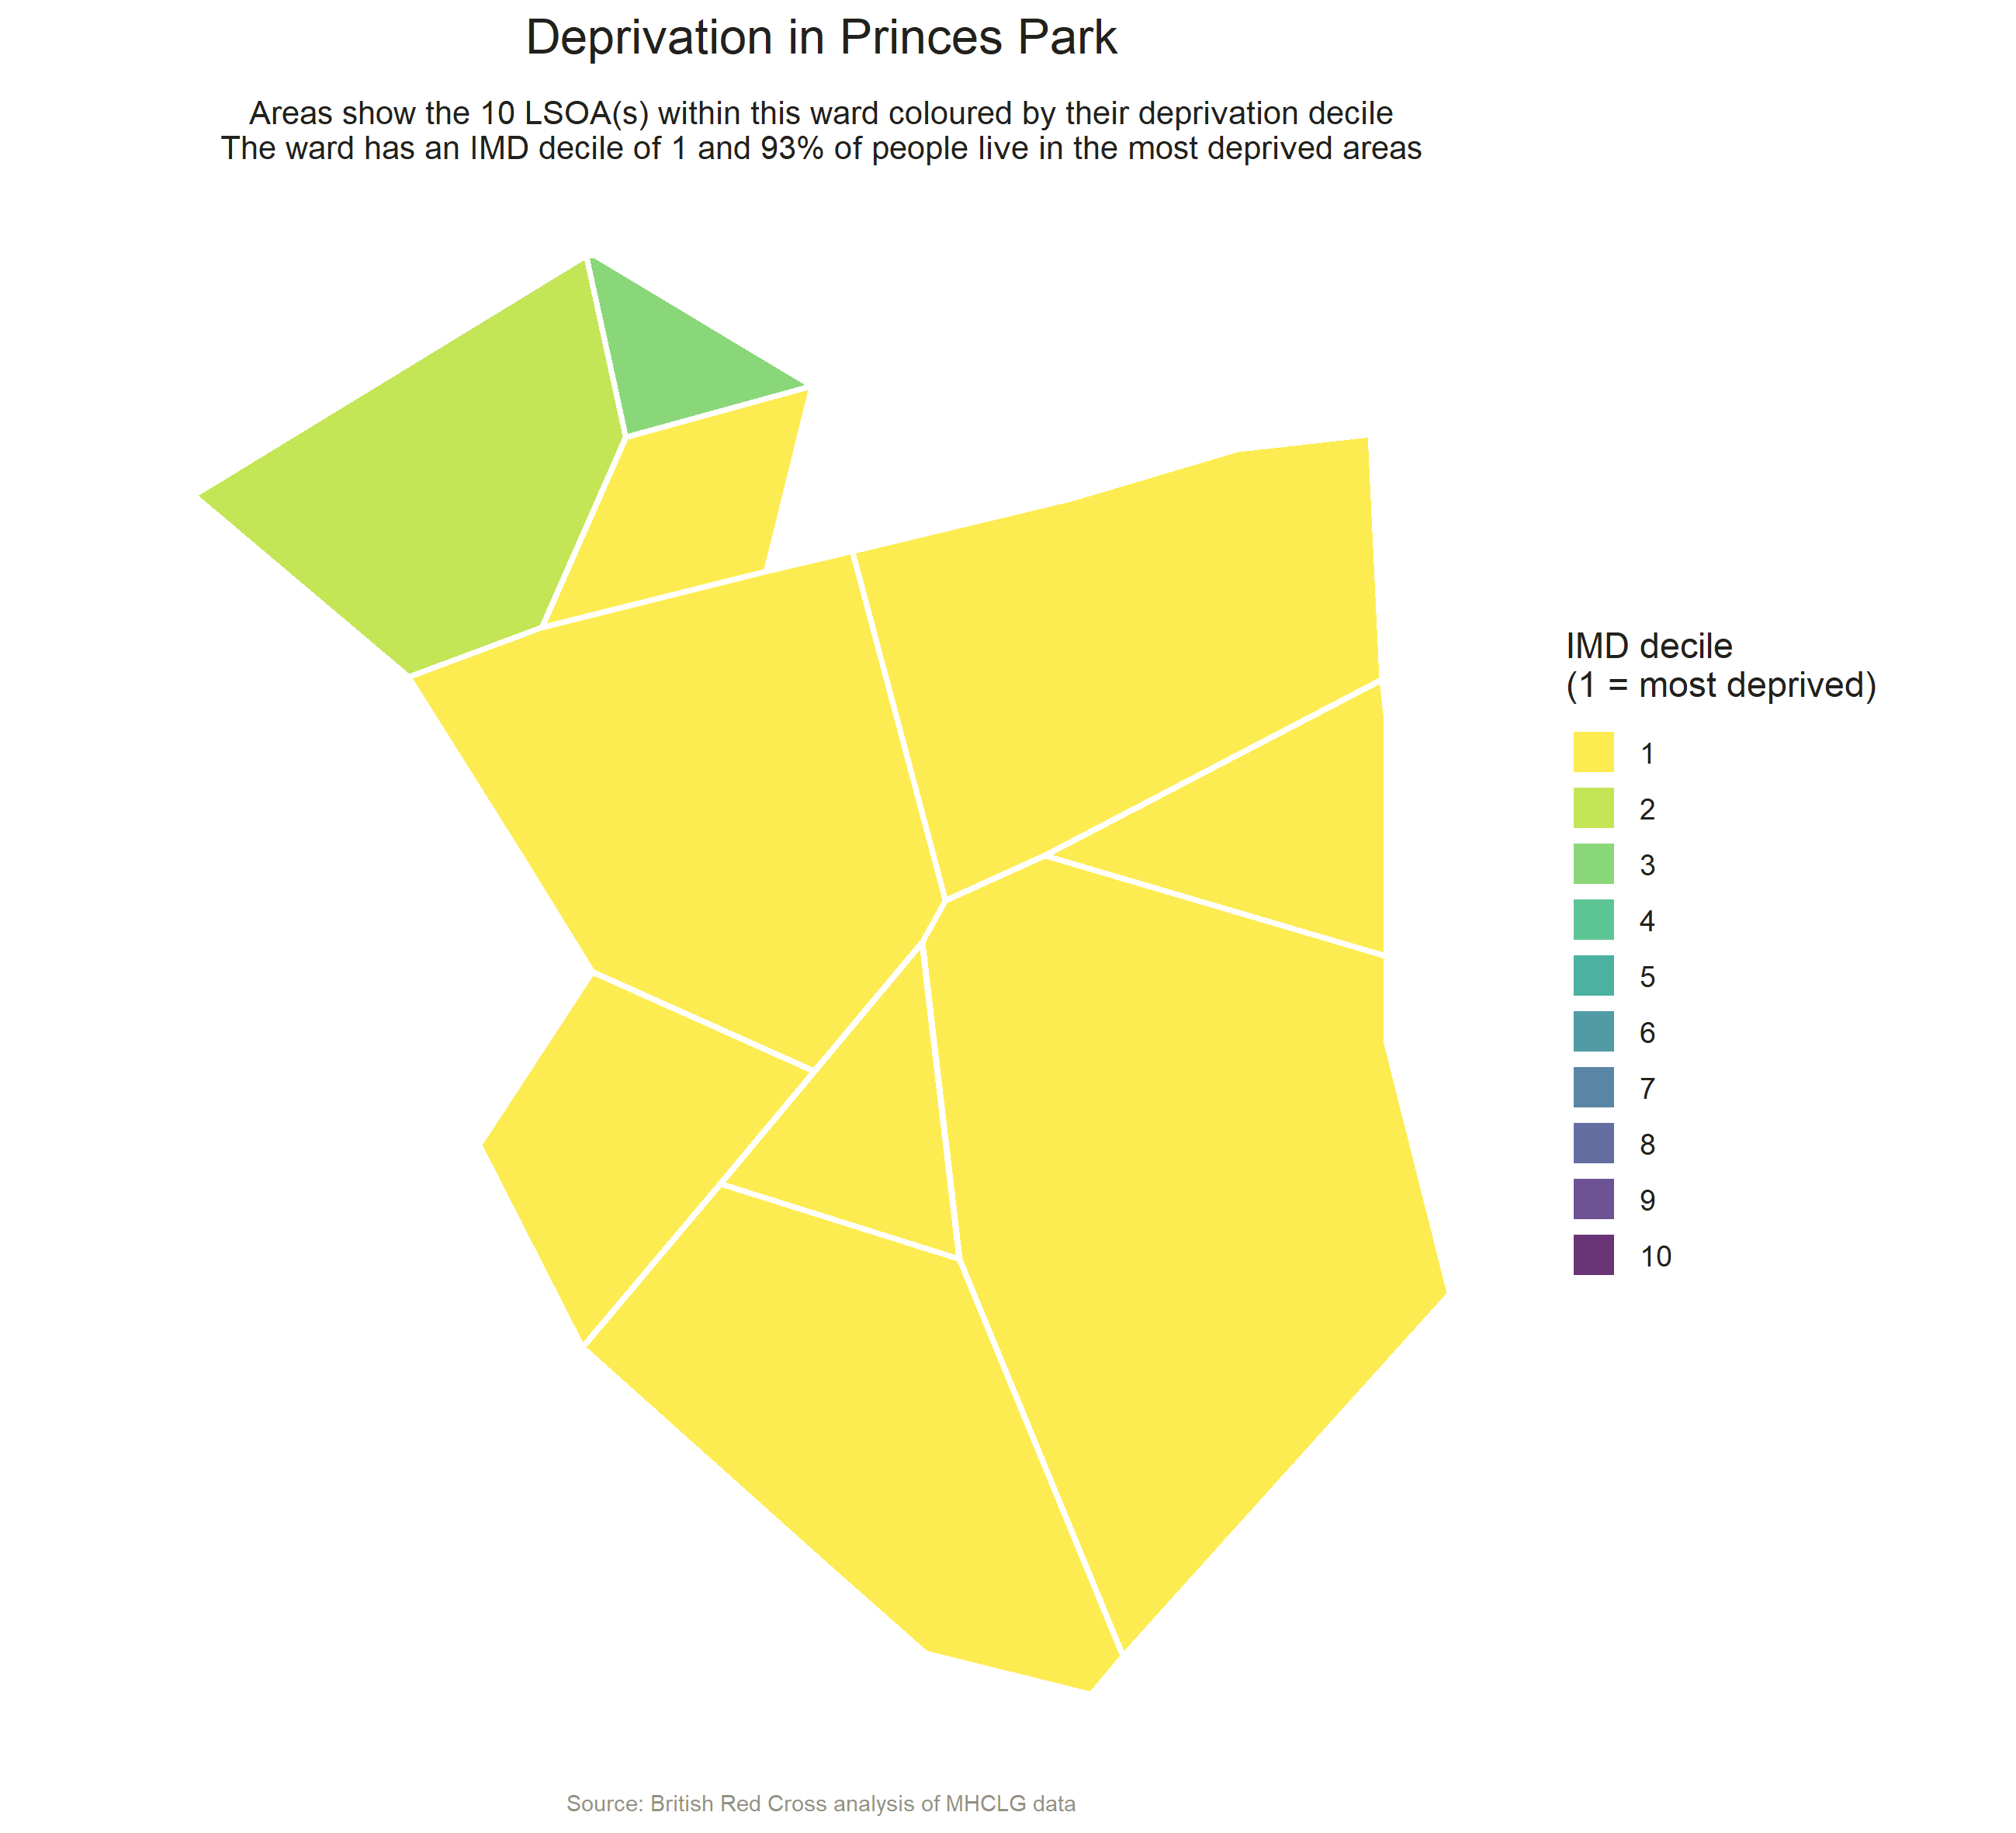 Deprivation in Princes Park
Areas show the 10 LSOA(s) within this ward coloured by their deprivation decile
The ward has an IMD decile of 1 and 93% of people live in the most deprived areas
IMD decile
(1 = most deprived)
1
2
3
4
5
6
7
8
9
10
Source: British Red Cross analysis of MHCLG data